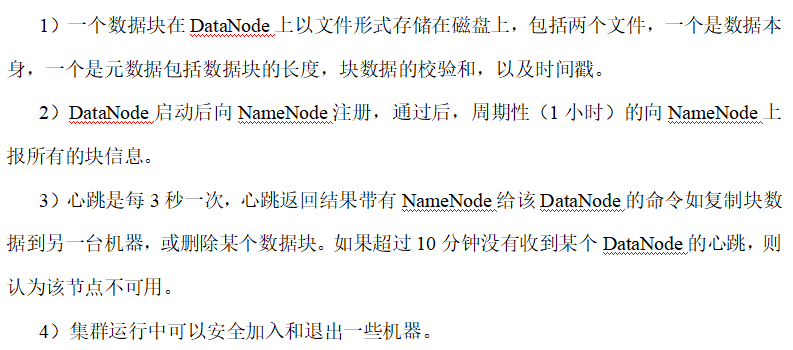 1）一个数据块在 DataNode 上以文件形式存储在磁盘上，包括两个文件，一个是数据本
身，一个是元数据包括数据块的长度，块数据的校验和，以及时间戳。
2）DataNode 启动后向 NameNode 注册，通过后，周期性（1 小时）的向 NameNode 上
报所有的块信息。
3）心跳是每 3 秒一次，心跳返回结果带有 NameNode 给该 DataNode 的命令如复制块数
据到另一台机器，或删除某个数据块。如果超过 10 分钟没有收到某个 DataNode 的心跳，则
认为该节点不可用。
4）集群运行中可以安全加入和退出一些机器。